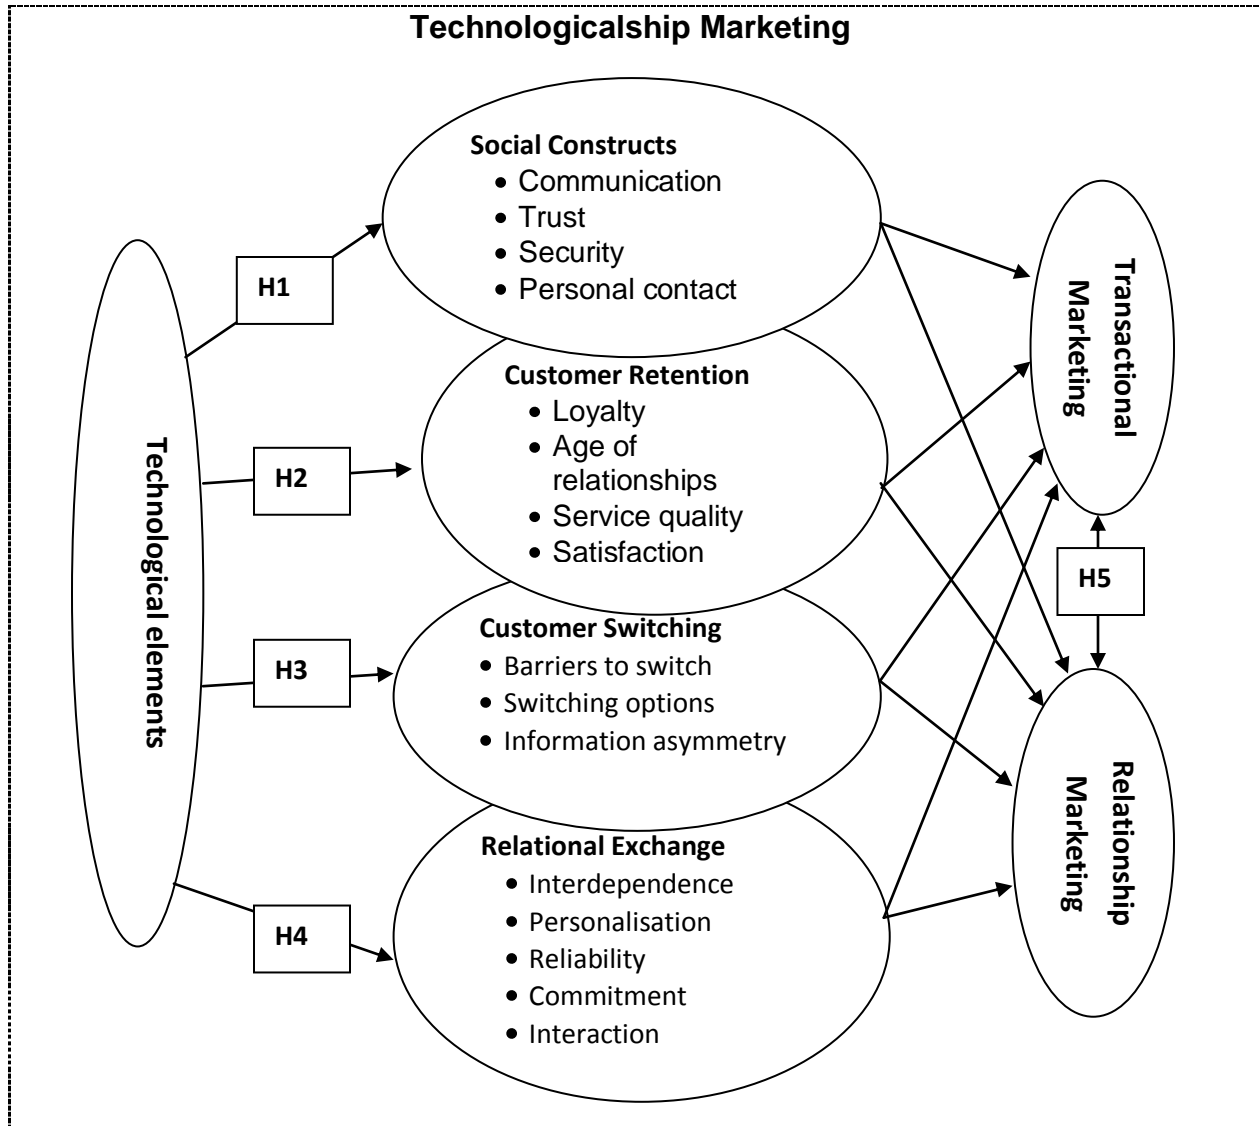 Technologicalship Marketing
Social Constructs
• Communication
• Trust
• Security
• Personal contact
H1
Customer Retention
• Loyalty
• Age of
relationships
• Service quality
• Satisfaction
H2
Customer Switching
• Barriers to switch
• Switching options
• Information asymmetry
H3
Relational Exchange
• Interdependence
• Personalisation
• Reliability
• Commitment
• Interaction
H4
Technological elements
Transactional
Marketing
H5
Relationship
Marketing